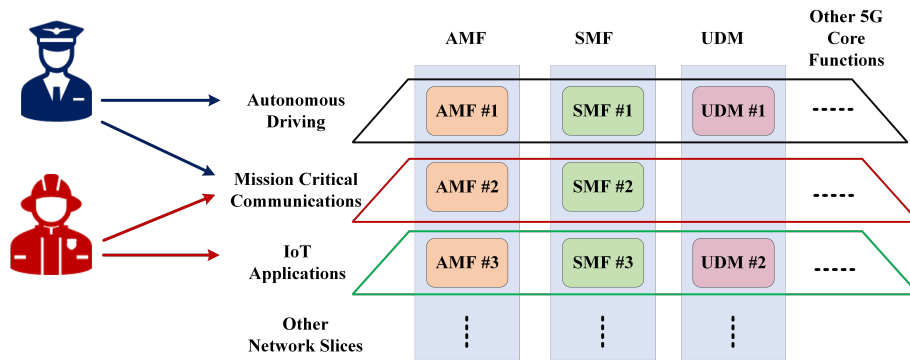 AMF
SMF
UDM
Other 5G
Core
Functions
Autonomous
Driving
AMF #1
SMF #1
UDM #1
Mission Critical
Communications
AMF #2
SMF #2
IoT
Applications
AMF #3
SMF #3
UDM #2
Other
Network Slices